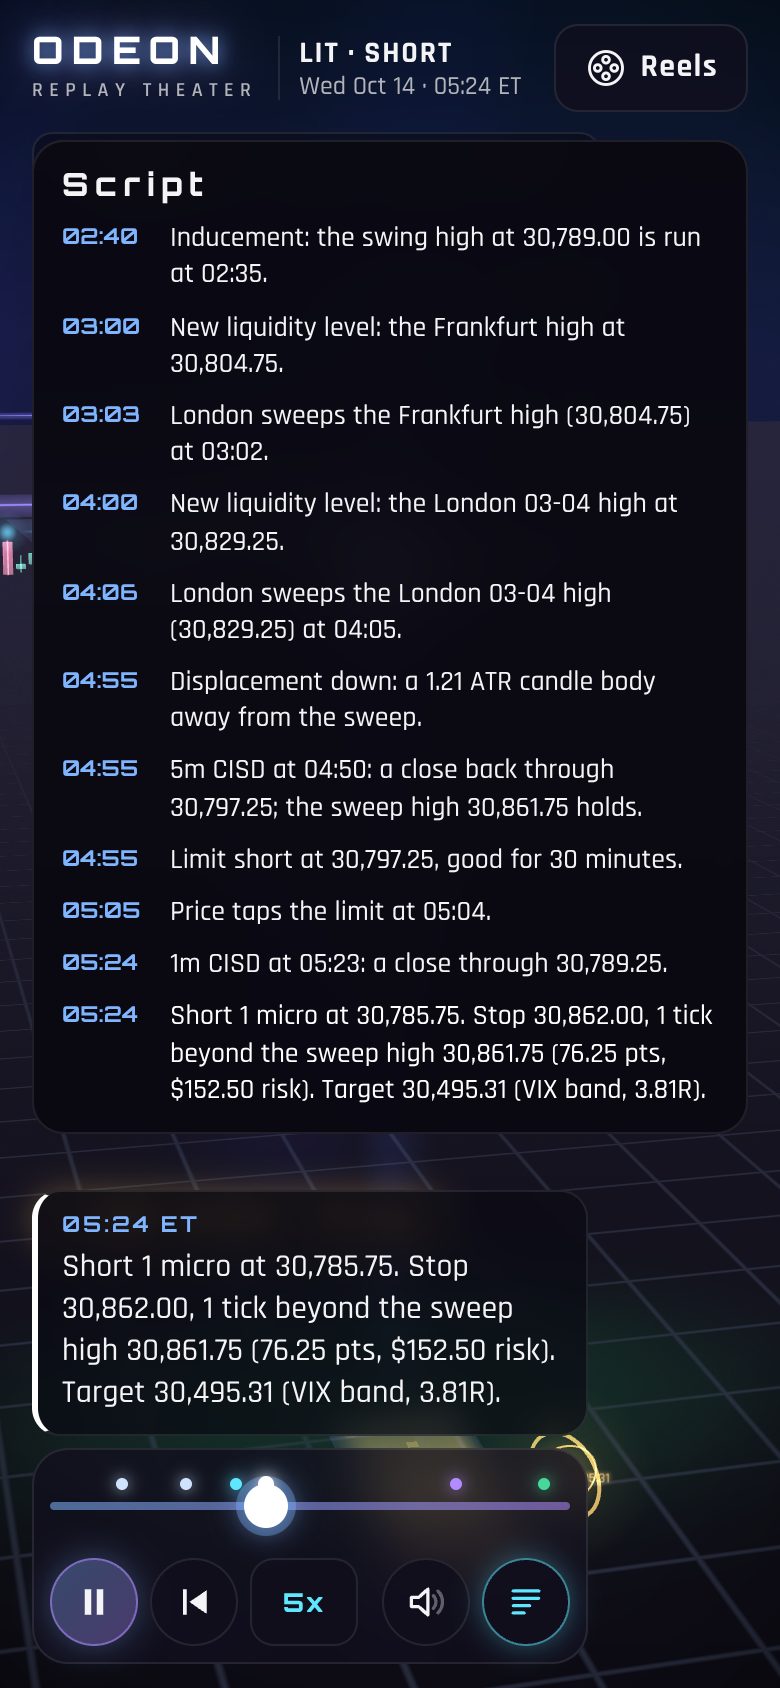 ODEON
REPLAY THEATER
LIT · SHORT
Wed Oct 14 · 05:24 ET
Reels
Script
02:40 Inducement: the swing high at 30,789.00 is run
at 02:35.
03:00 New liquidity level: the Frankfurt high at
30,804.75.
03:03 London sweeps the Frankfurt high (30,804.75)
at 03:02.
04:00 New liquidity level: the London 03-04 high at
30,829.25.
04:06 London sweeps the London 03-04 high
(30,829.25) at 04:05.
04:55 Displacement down: a 1.21 ATR candle body
away from the sweep.
04:55 5m CISD at 04:50: a close back through
30,797.25; the sweep high 30,861.75 holds.
04:55 Limit short at 30,797.25, good for 30 minutes.
05:05 Price taps the limit at 05:04.
05:24 1m CISD at 05:23: a close through 30,789.25.
05:24 Short 1 micro at 30,785.75. Stop 30,862.00, 1 tick
beyond the sweep high 30,861.75 (76.25 pts,
$152.50 risk). Target 30,495.31 (VIX band, 3.81R).
05:24 ET
Short 1 micro at 30,785.75. Stop
30,862.00, 1 tick beyond the sweep
high 30,861.75 (76.25 pts, $152.50 risk).
Target 30,495.31 (VIX band, 3.81R).
5x